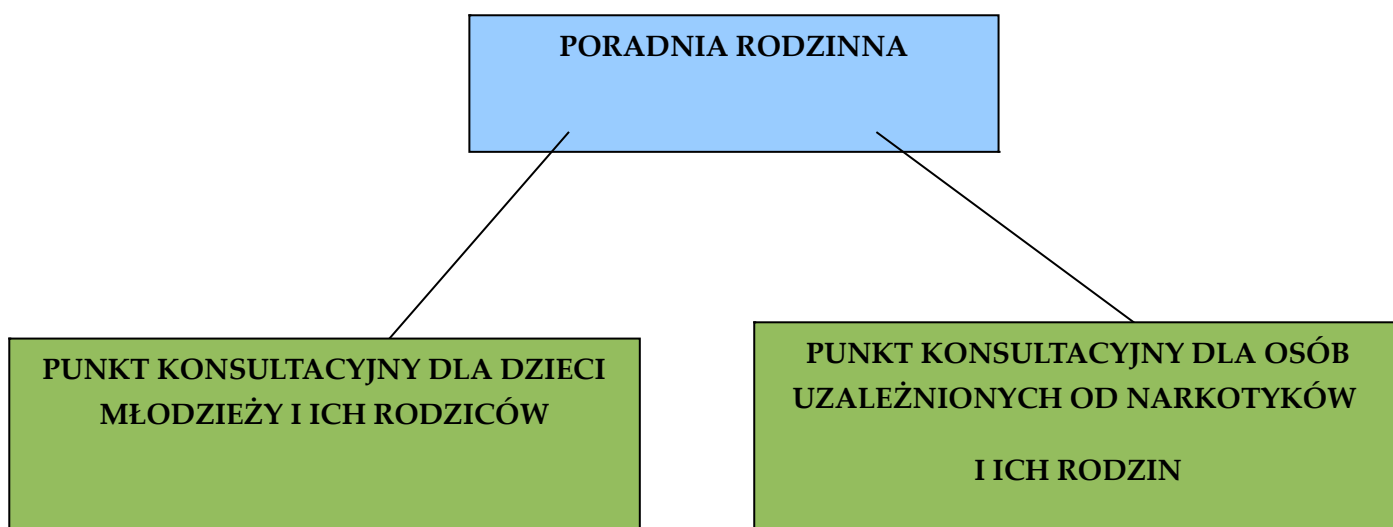 PORADNIA RODZINNA
PUNKT KONSULTACYJNY DLA DZIECI
MŁODZIEŻY I ICH RODZICÓW
PUNKT KONSULTACYJNY DLA OSÓB
UZALEŻNIONYCH OD NARKOTYKÓW
I ICH RODZIN